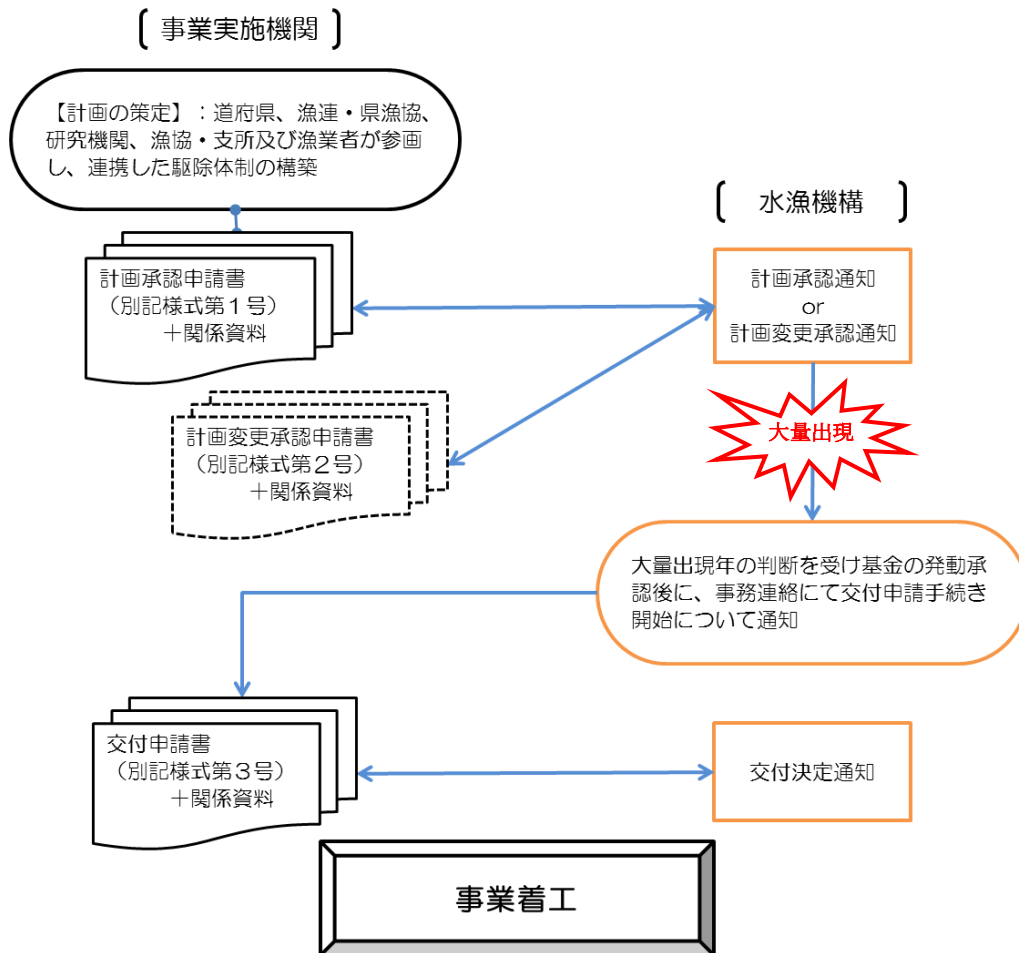 〔 事業実施機関 〕
【計画の策定】：道府県、漁連・県漁協、
研究機関、漁協・支所及び漁業者が参画
し、連携した駆除体制の構築
〔 水漁機構 〕
計画承認申請書
（別記様式第１号）
＋関係資料
計画承認通知
or
計画変更承認通知
計画変更承認申請書
（別記様式第２号）
＋関係資料
大量出現
大量出現年の判断を受け基金の発動承
認後に、事務連絡にて交付申請手続き
開始について通知
交付申請書
（別記様式第３号）
＋関係資料
交付決定通知
事業着工